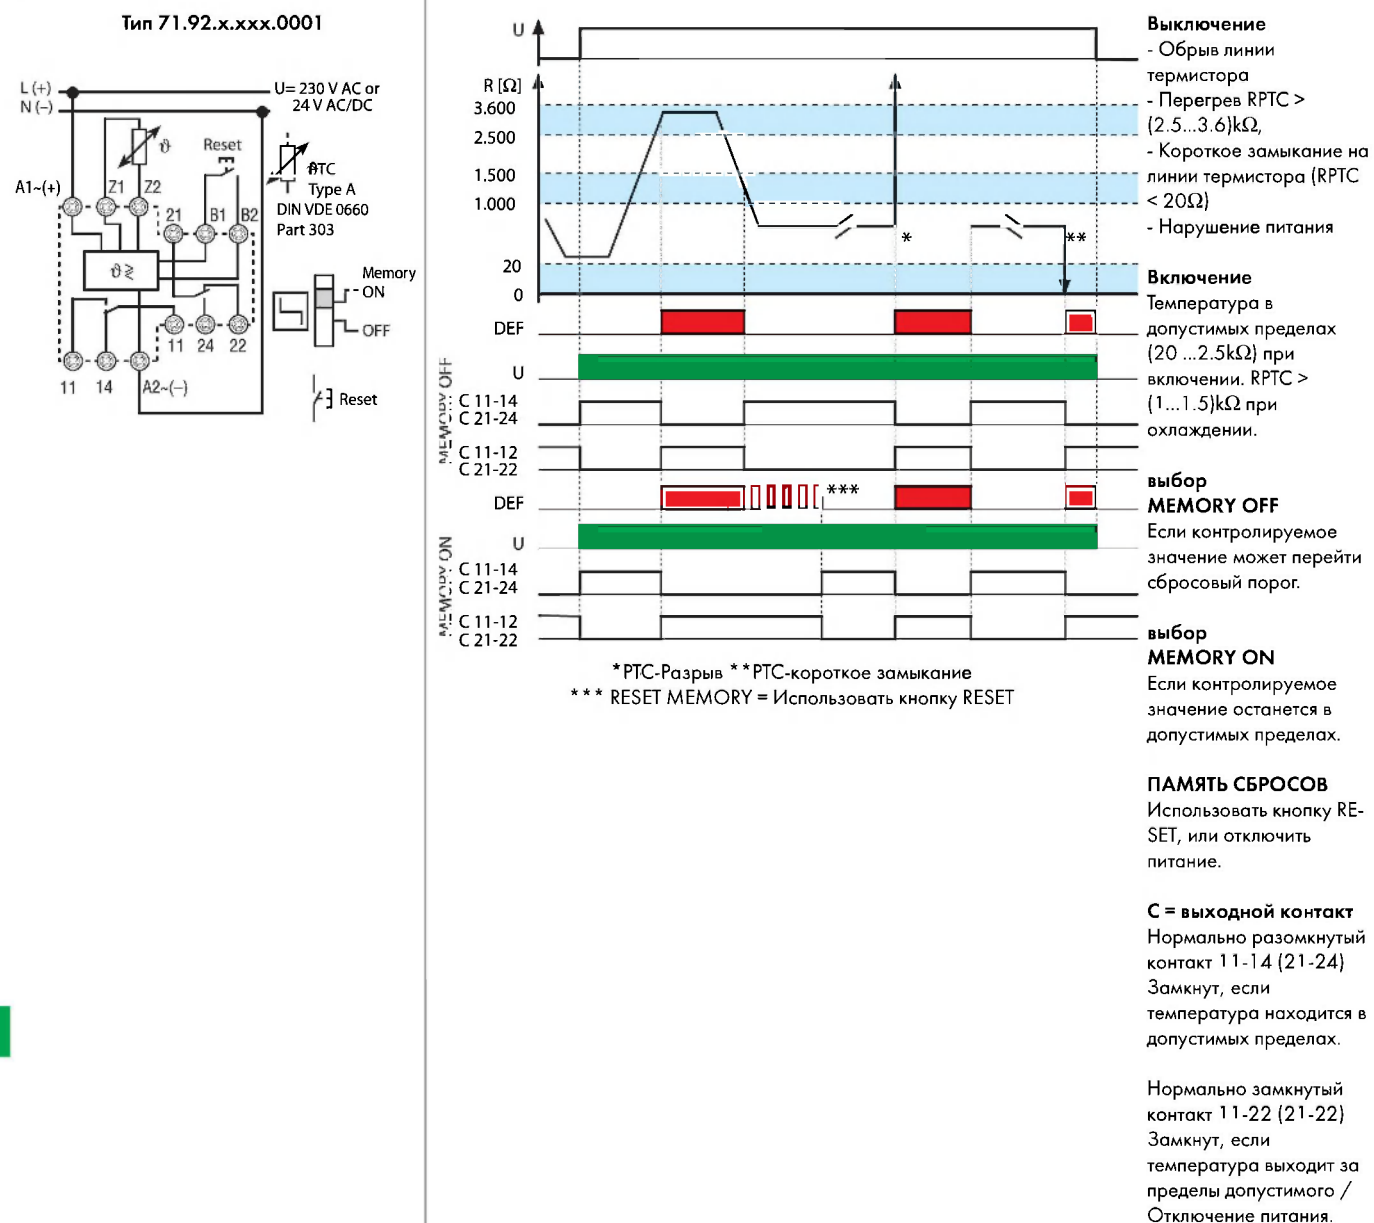 Тип 71.92.x.xxx.0001
L (+)
N (–)
U= 230 V AC or
24 V AC/DC
ϑ
Reset
A1~(+)
Z1
Z2
21
B1
B2
PTC
Type A
DIN VDE 0660
Part 303
ϑ ≥
Memory
ON
OFF
11
24
22
11
14
A2~(–)
Reset
U
R [Ω]
3.600
2.500
1.500
1.000
20
0
*
**
DEF
MEMORY OFF
U
C 11-14
C 21-24
C 11-12
C 21-22
DEF
***
MEMORY ON
U
C 11-14
C 21-24
C 11-12
C 21-22
*PTC-Разрыв **PTC-короткое замыкание
*** RESET MEMORY = Использовать кнопку RESET
Выключение
- Обрыв линии
термистора
- Перегрев RPTC >
(2.5...3.6)kΩ,
- Короткое замыкание на
линии термистора (RPTC
< 20Ω)
- Нарушение питания
Включение
Температура в
допустимых пределах
(20 ...2.5kΩ) при
включении. RPTC >
(1...1.5)kΩ при
охлаждении.
выбор
MEMORY OFF
Если контролируемое
значение может перейти
сбросовый порог.
выбор
MEMORY ON
Если контролируемое
значение останется в
допустимых пределах.
ПАМЯТЬ СБРОСОВ
Использовать кнопку RE-
SET, или отключить
питание.
C = выходной контакт
Нормально разомкнутый
контакт 11-14 (21-24)
Замкнут, если
температура находится в
допустимых пределах.
Нормально замкнутый
контакт 11-22 (21-22)
Замкнут, если
температура выходит за
пределы допустимого /
Отключение питания.